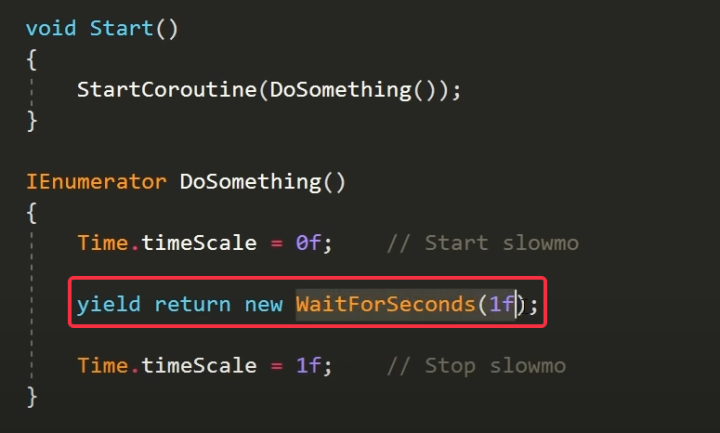 void Start()
{
StartCoroutine(DoSomething());
}
IEnumerator DoSomething()
{
Time.timeScale = 0f;    // Start slowmo
yield return new WaitForSeconds(1f);
Time.timeScale = 1f;    // Stop slowmo
}